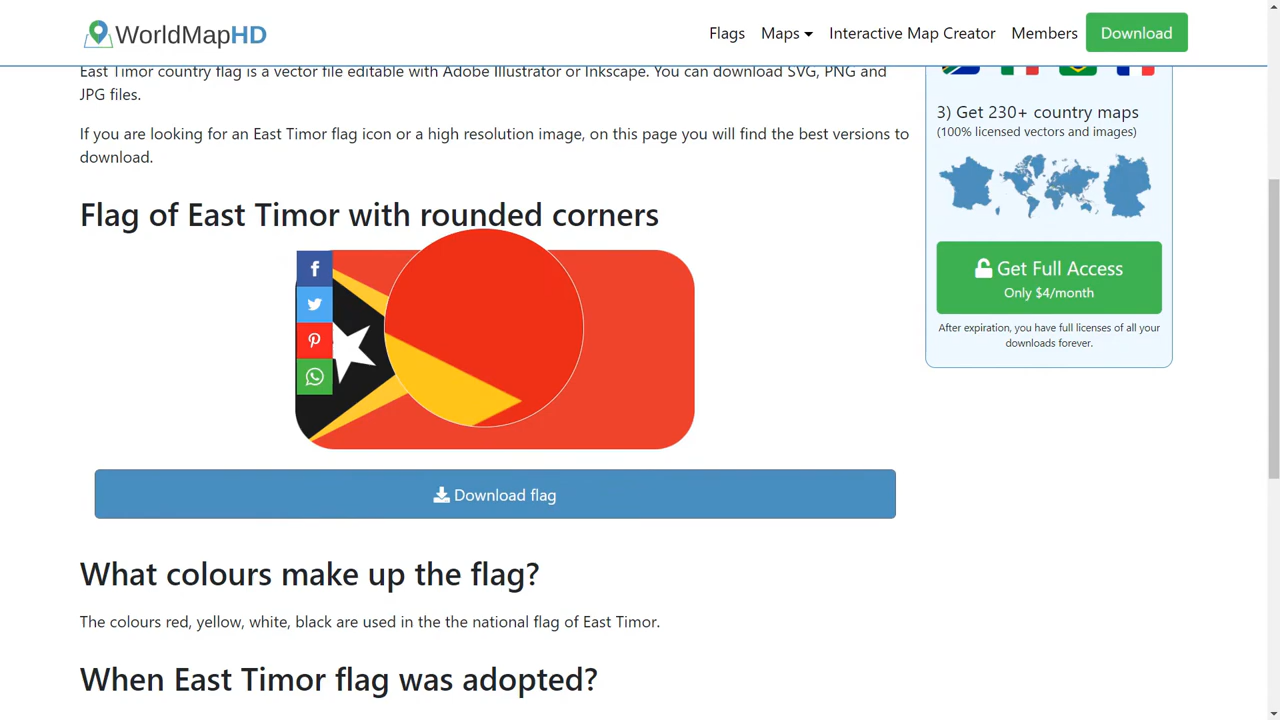 WorldMapHD
Flags Maps Interactive Map Creator Members Download
East Timor country flag is a vector file editable with Adobe Illustrator or Inkscape. You can download SVG, PNG and
JPG files.
If you are looking for an East Timor flag icon or a high resolution image, on this page you will find the best versions to
download.
Flag of East Timor with rounded corners
Download flag
What colours make up the flag?
The colours red, yellow, white, black are used in the the national flag of East Timor.
When East Timor flag was adopted?
3) Get 230+ country maps
(100% licensed vectors and images)
Get Full Access
Only $4/month
After expiration, you have full licenses of all your
downloads forever.